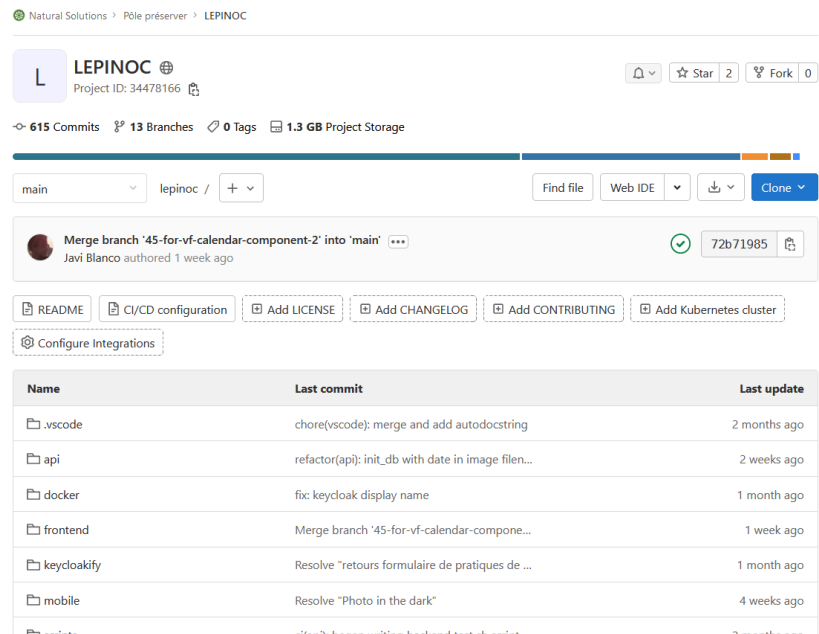 Natural Solutions > Pôle préserver > LEPINOC
L
LEPINOC
Project ID: 34478166
Star 2
Fork 0
615 Commits
13 Branches
0 Tags
1.3 GB Project Storage
main
lepinoc /
Find file
Web IDE
Clone
Merge branch '45-for-vf-calendar-component-2' into 'main'
Javi Blanco authored 1 week ago
72b71985
README
CI/CD configuration
Add LICENSE
Add CHANGELOG
Add CONTRIBUTING
Add Kubernetes cluster
Configure Integrations
Name Last commit Last update
.vscode chore(vscode): merge and add autodocstring 2 months ago
api refactor(api): init_db with date in image filen... 2 weeks ago
docker fix: keycloak display name 1 month ago
frontend Merge branch '45-for-vf-calendar-compone... 1 week ago
keycloakify Resolve "retours formulaire de pratiques de ... 1 month ago
mobile Resolve "Photo in the dark" 4 weeks ago